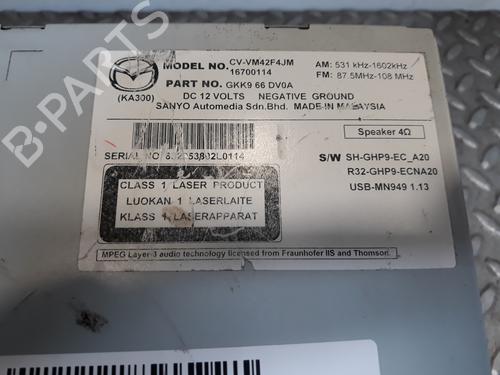 MODEL NO. CV-VM42F4JM
16700114
AM: 531 kHz-1602kHz
FM: 87.5MHz-108 MHz
PART NO. GKK9 66 DV0A
(KA300)
DC 12 VOLTS NEGATIVE GROUND
SANYO Automedia Sdn.Bhd. MADE IN MALAYSIA
Speaker 4Ω
SERIAL NO.
S/W SH-GHP9-EC_A20
R32-GHP9-ECNA20
USB-MN949 1.13
CLASS 1 LASER PRODUCT
LUOKAN 1 LASERLAITE
KLASS 1 LASERAPPARAT
MPEG Layer-3 audio technology licensed from Fraunhofer IIS and Thomson.
B-PARTS